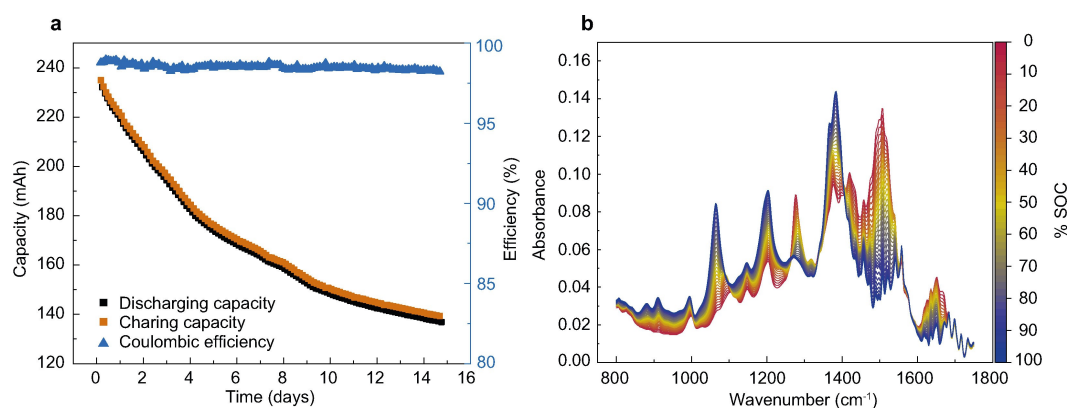 a
240
220
200
180
160
140
120
Capacity (mAh)
100
95
90
85
80
Efficiency (%)
Discharging capacity
Charing capacity
Coulombic efficiency
0 2 4 6 8 10 12 14 16
Time (days)
b
0.16
0.14
0.12
0.10
0.08
0.06
0.04
0.02
0.00
Absorbance
800 1000 1200 1400 1600 1800
Wavenumber (cm⁻¹)
0
10
20
30
40
50
60
70
80
90
100
% SOC